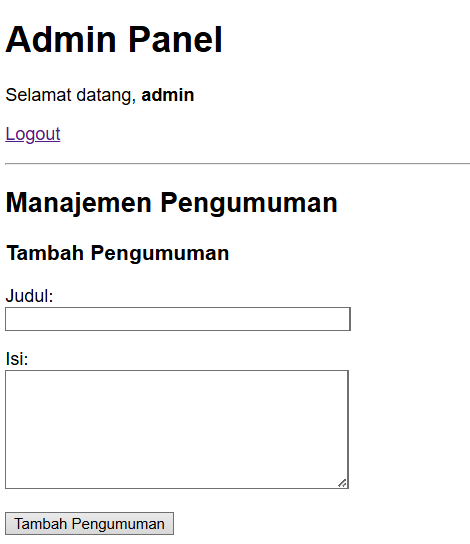 Admin Panel
Selamat datang, admin
Logout
Manajemen Pengumuman
Tambah Pengumuman
Judul:
Isi:
Tambah Pengumuman